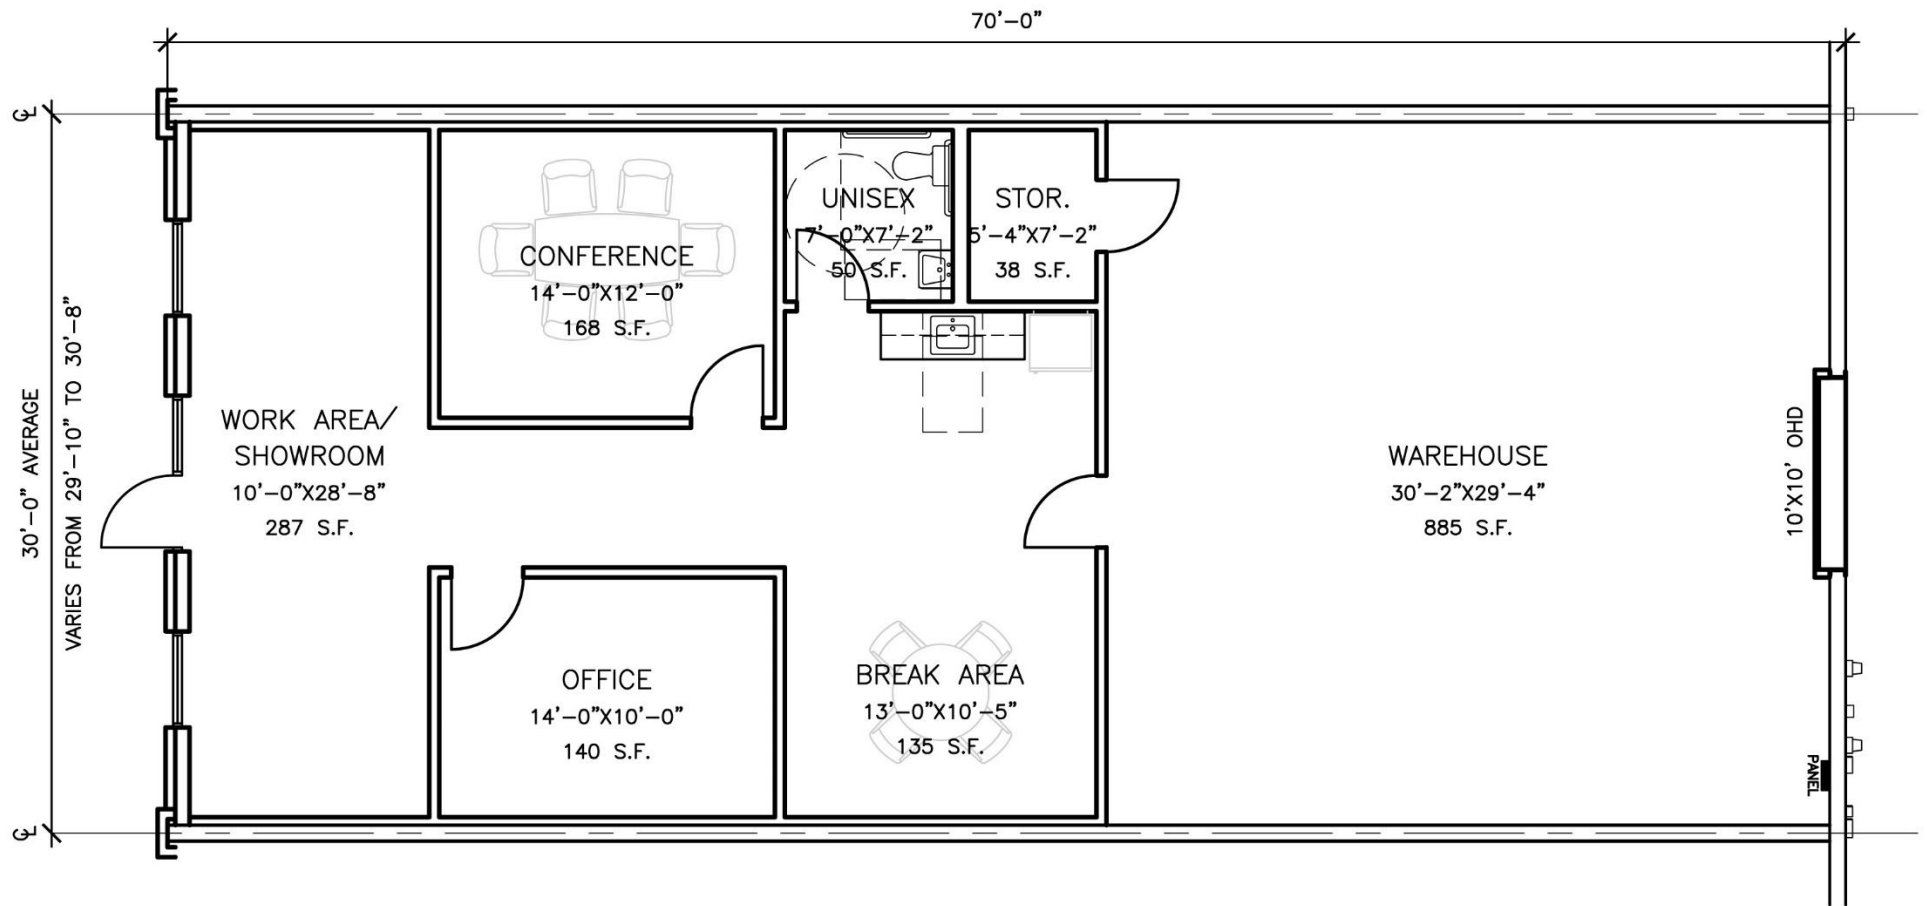 70'-0"
℄
30'-0" AVERAGE
VARIES FROM 29'-10" TO 30'-8"
℄
WORK AREA/
SHOWROOM
10'-0"X28'-8"
287 S.F.
CONFERENCE
14'-0"X12'-0"
168 S.F.
UNISEX
7'-0"X7'-2"
50 S.F.
STOR.
5'-4"X7'-2"
38 S.F.
OFFICE
14'-0"X10'-0"
140 S.F.
BREAK AREA
13'-0"X10'-5"
135 S.F.
WAREHOUSE
30'-2"X29'-4"
885 S.F.
10'X10' OHD
PANEL